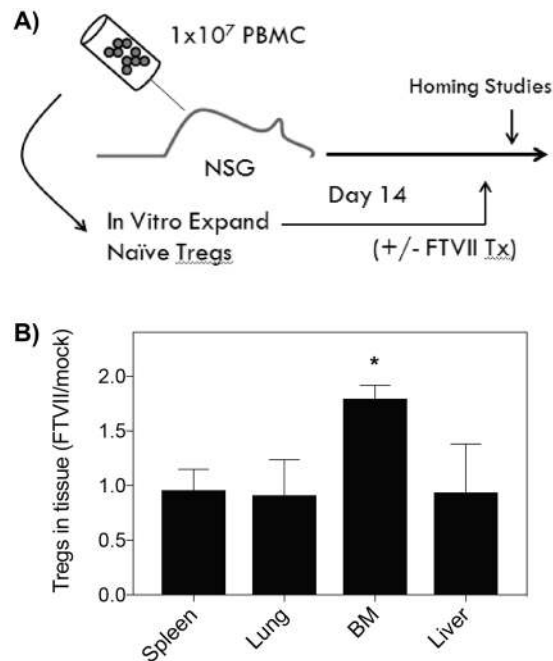 A)
1x10⁷ PBMC
Homing Studies
NSG
Day 14
In Vitro Expand
Naïve Tregs
(+/- FTVII Tx)
B)
Tregs in tissue (FTVII/mock)
2.0
1.5
1.0
0.5
0.0
*
Spleen
Lung
BM
Liver